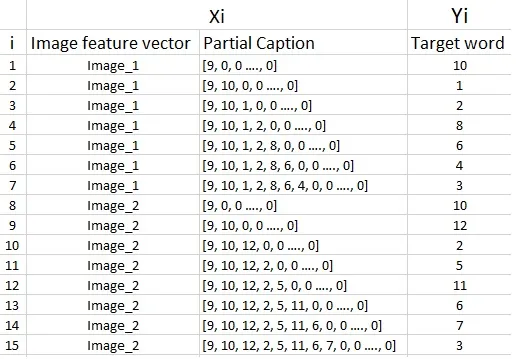 Xi Yi
i Image feature vector Partial Caption Target word
1 Image_1 [9, 0, 0 ...., 0] 10
2 Image_1 [9, 10, 0, 0 ...., 0] 1
3 Image_1 [9, 10, 1, 0, 0 ...., 0] 2
4 Image_1 [9, 10, 1, 2, 0, 0 ...., 0] 8
5 Image_1 [9, 10, 1, 2, 8, 0, 0 ...., 0] 6
6 Image_1 [9, 10, 1, 2, 8, 6, 0, 0 ...., 0] 4
7 Image_1 [9, 10, 1, 2, 8, 6, 4, 0, 0 ...., 0] 3
8 Image_2 [9, 0, 0 ...., 0] 10
9 Image_2 [9, 10, 0, 0 ...., 0] 12
10 Image_2 [9, 10, 12, 0, 0 ...., 0] 2
11 Image_2 [9, 10, 12, 2, 0, 0 ...., 0] 5
12 Image_2 [9, 10, 12, 2, 5, 0, 0 ...., 0] 11
13 Image_2 [9, 10, 12, 2, 5, 11, 0, 0 ...., 0] 6
14 Image_2 [9, 10, 12, 2, 5, 11, 6, 0, 0 ...., 0] 7
15 Image_2 [9, 10, 12, 2, 5, 11, 6, 7, 0, 0 ...., 0] 3